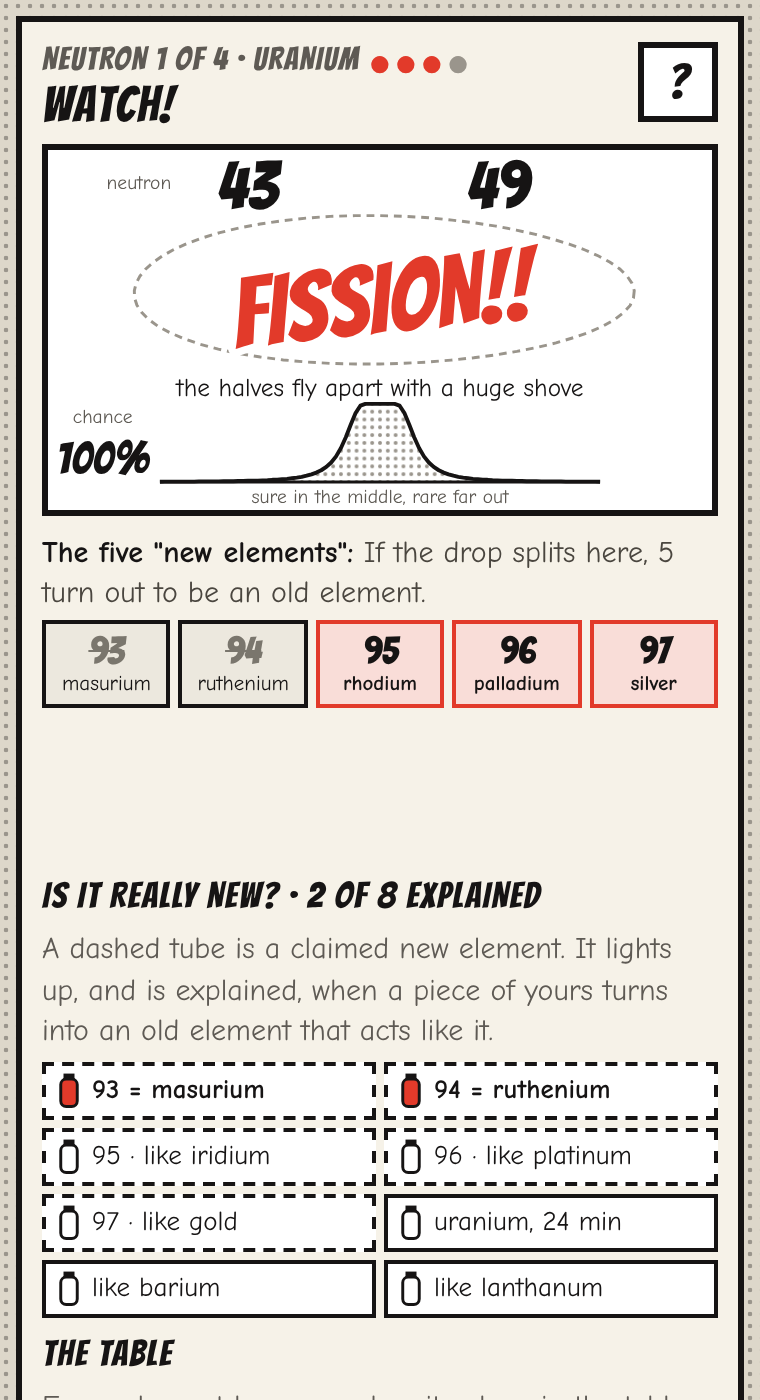 NEUTRON 1 OF 4 · URANIUM
WATCH!
?
neutron 43 49
FISSION!!
the halves fly apart with a huge shove
chance
100%
sure in the middle, rare far out
The five "new elements": If the drop splits here, 5
turn out to be an old element.
93 94 95 96 97
masurium ruthenium rhodium palladium silver
IS IT REALLY NEW? · 2 OF 8 EXPLAINED
A dashed tube is a claimed new element. It lights
up, and is explained, when a piece of yours turns
into an old element that acts like it.
93 = masurium 94 = ruthenium
95 · like iridium 96 · like platinum
97 · like gold uranium, 24 min
like barium like lanthanum
THE TABLE